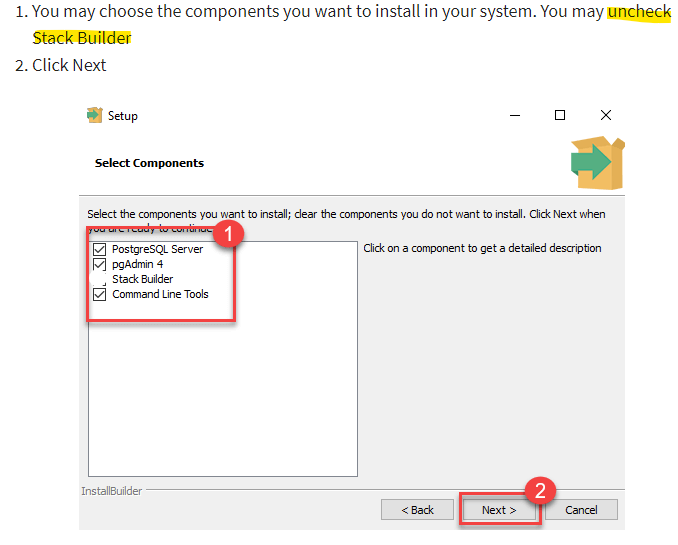 1. You may choose the components you want to install in your system. You may uncheck
Stack Builder
2. Click Next
Setup
Select Components
Select the components you want to install; clear the components you do not want to install. Click Next when
you are ready to continue
1
PostgreSQL Server
pgAdmin 4
Stack Builder
Command Line Tools
Click on a component to get a detailed description
InstallBuilder
2
< Back
Next >
Cancel